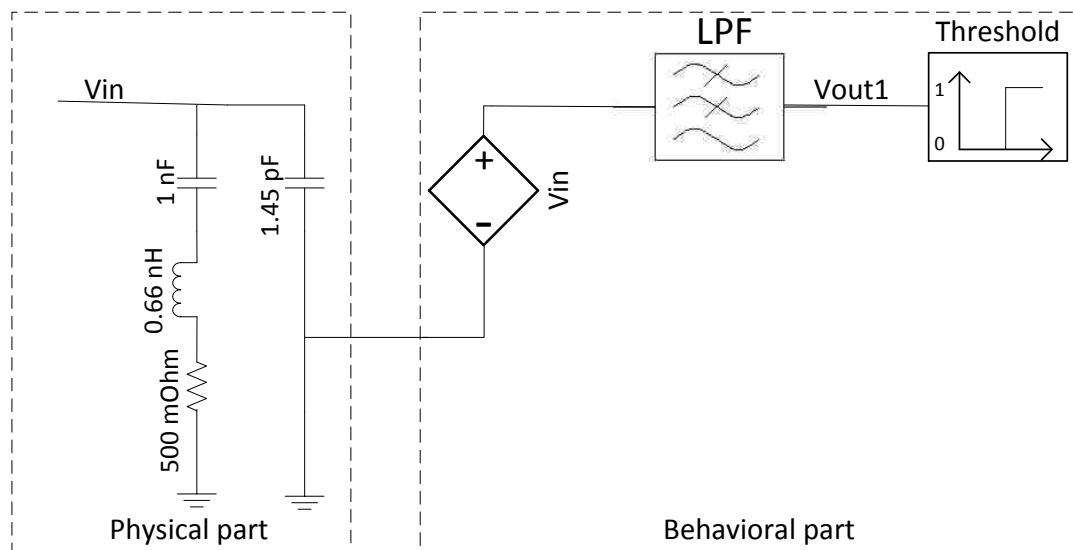 Vin
1 nF
1.45 pF
0.66 nH
500 mOhm
Physical part
+
-
Vin
LPF
Vout1
Threshold
1
0
Behavioral part